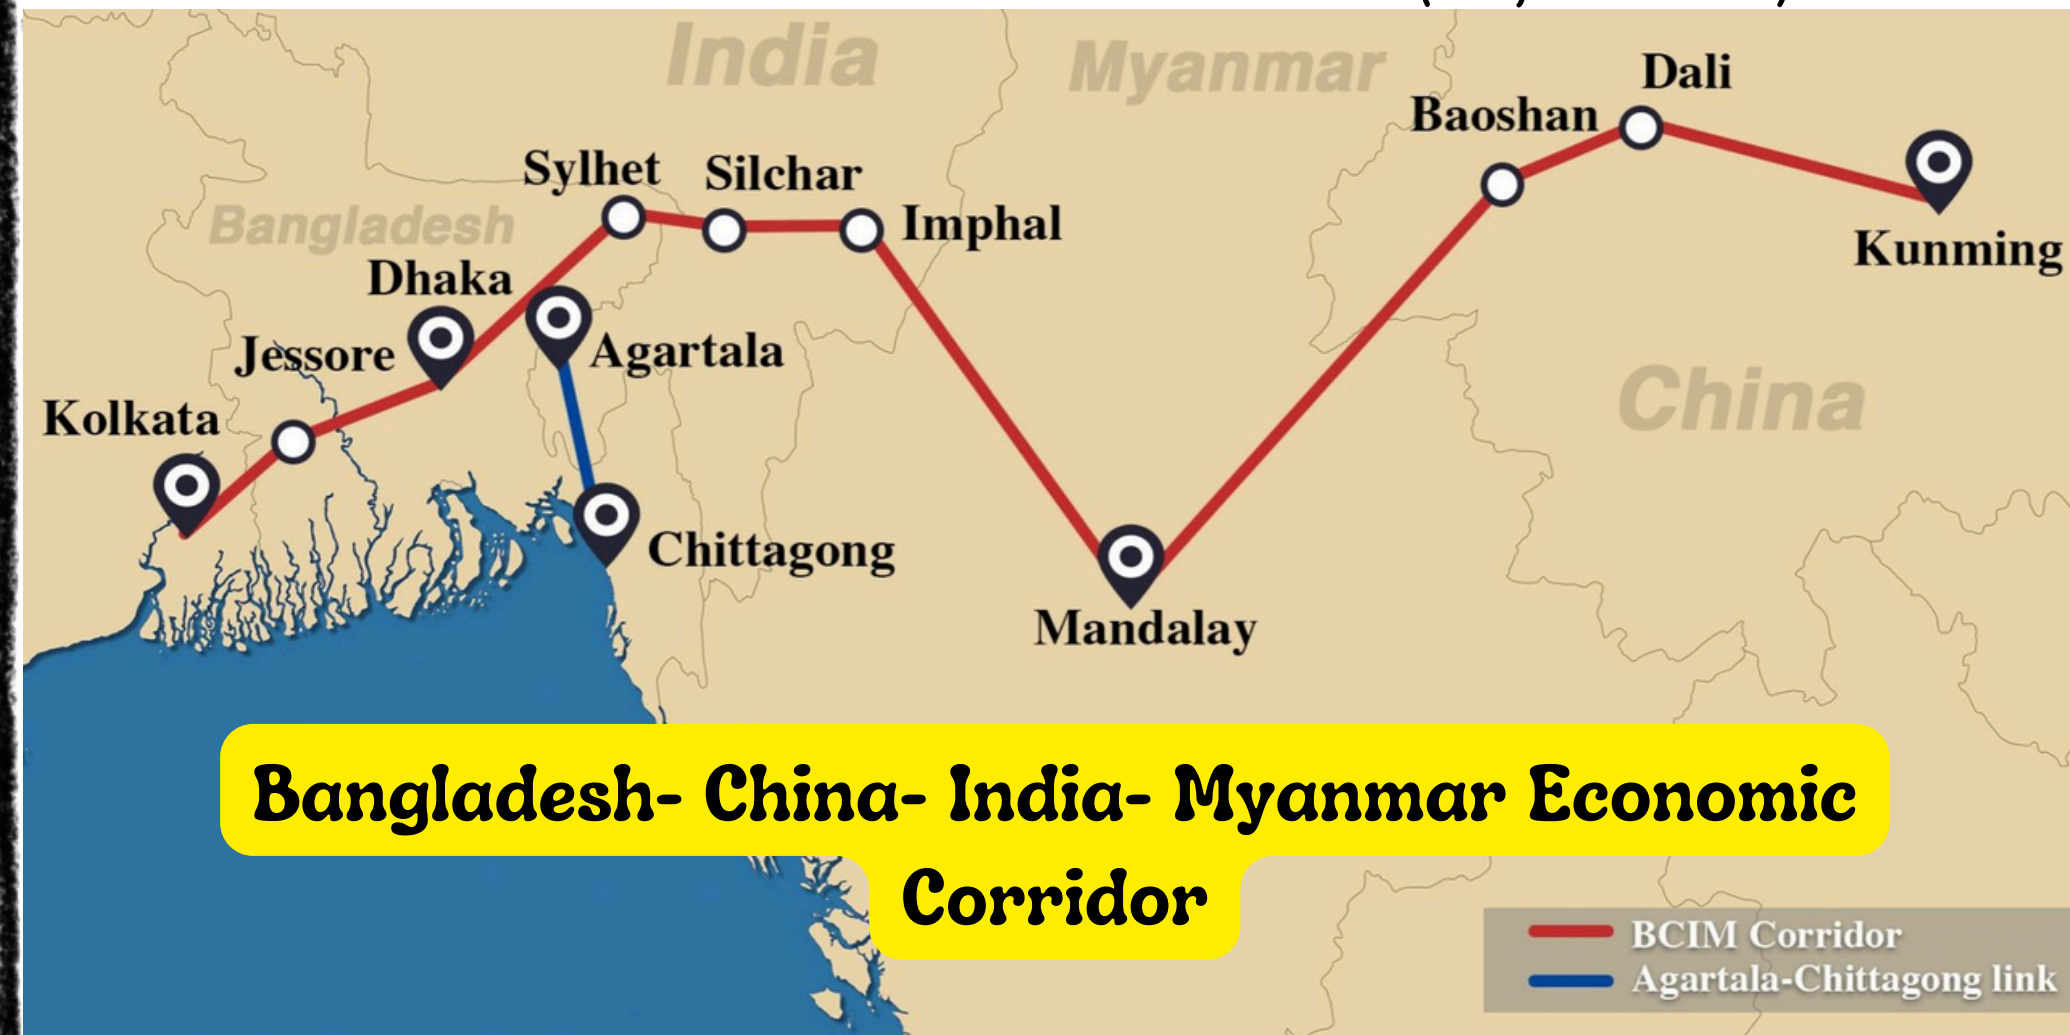 India
Myanmar
Dali
Baoshan
Sylhet
Silchar
Imphal
Bangladesh
Kunming
Dhaka
Jessore
Agartala
China
Kolkata
Chittagong
Mandalay
Bangladesh- China- India- Myanmar Economic
Corridor
BCIM Corridor
Agartala-Chittagong link